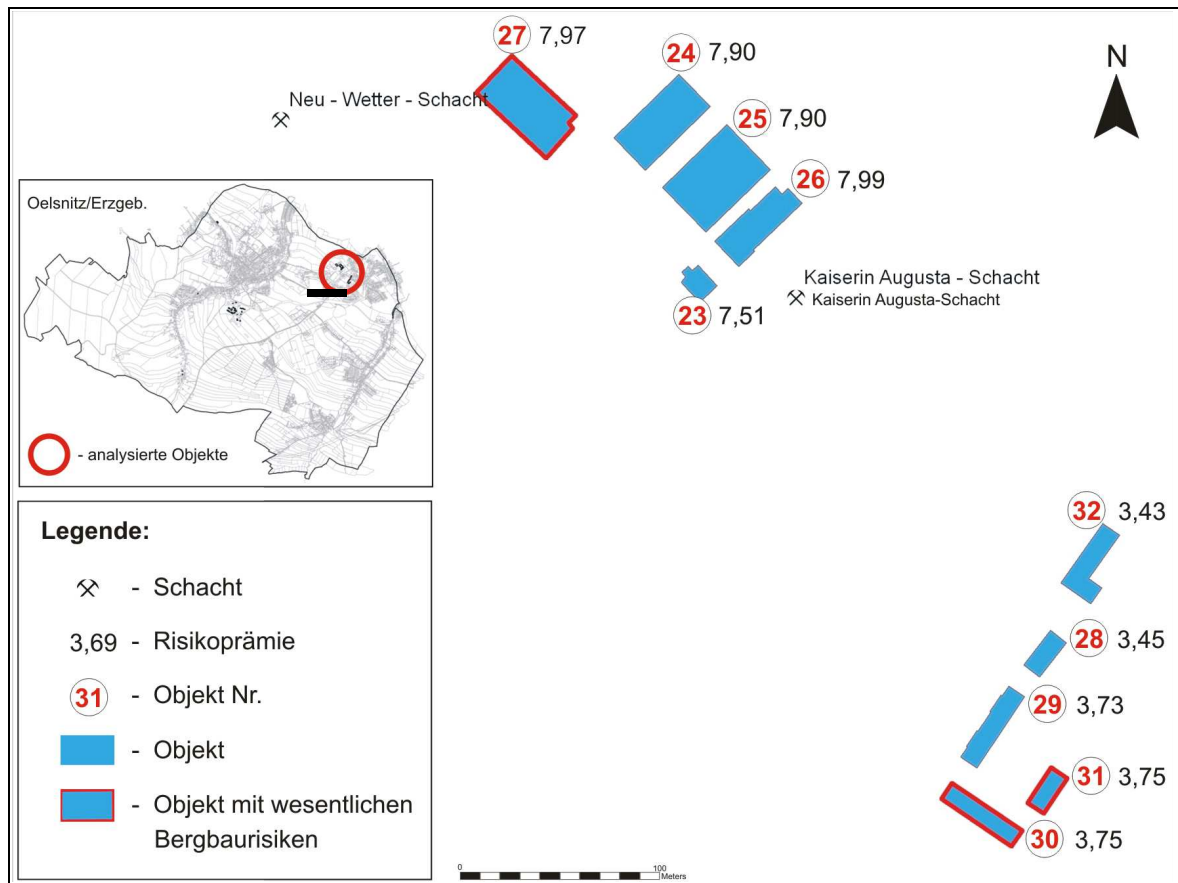 27 7,97
24 7,90
N
Neu - Wetter - Schacht
25 7,90
26 7,99
Oelsnitz/Erzgeb.
Kaiserin Augusta - Schacht
Kaiserin Augusta-Schacht
23 7,51
- analysierte Objekte
32 3,43
Legende:
- Schacht
28 3,45
3,69 - Risikoprämie
31 - Objekt Nr.
29 3,73
- Objekt
31 3,75
- Objekt mit wesentlichen
Bergbaurisiken
30 3,75
0 100
Meters